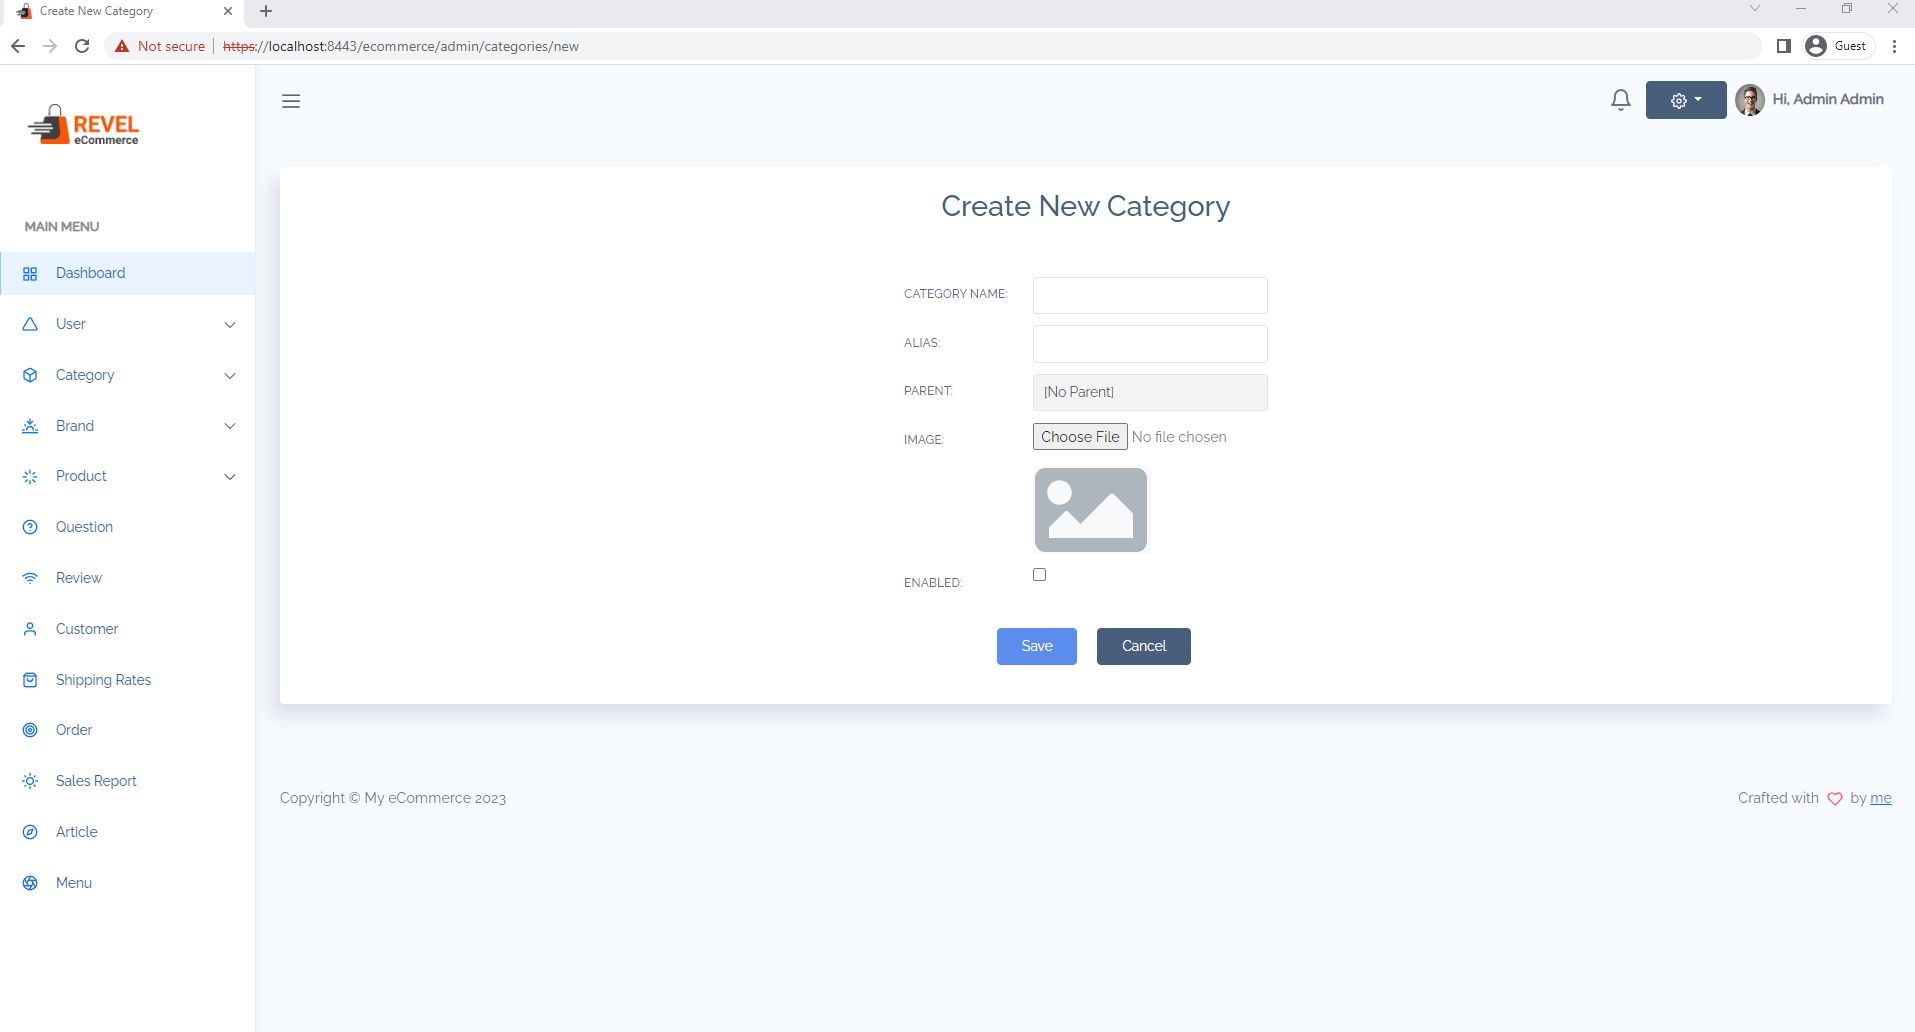 Create New Category
Not secure | https://localhost:8443/ecommerce/admin/categories/new
Guest
REVEL
eCommerce
Hi, Admin Admin
MAIN MENU
Dashboard
User
Category
Brand
Product
Question
Review
Customer
Shipping Rates
Order
Sales Report
Article
Menu
Create New Category
CATEGORY NAME:
ALIAS:
PARENT:
[No Parent]
IMAGE:
Choose File No file chosen
ENABLED:
Save
Cancel
Copyright © My eCommerce 2023
Crafted with by me